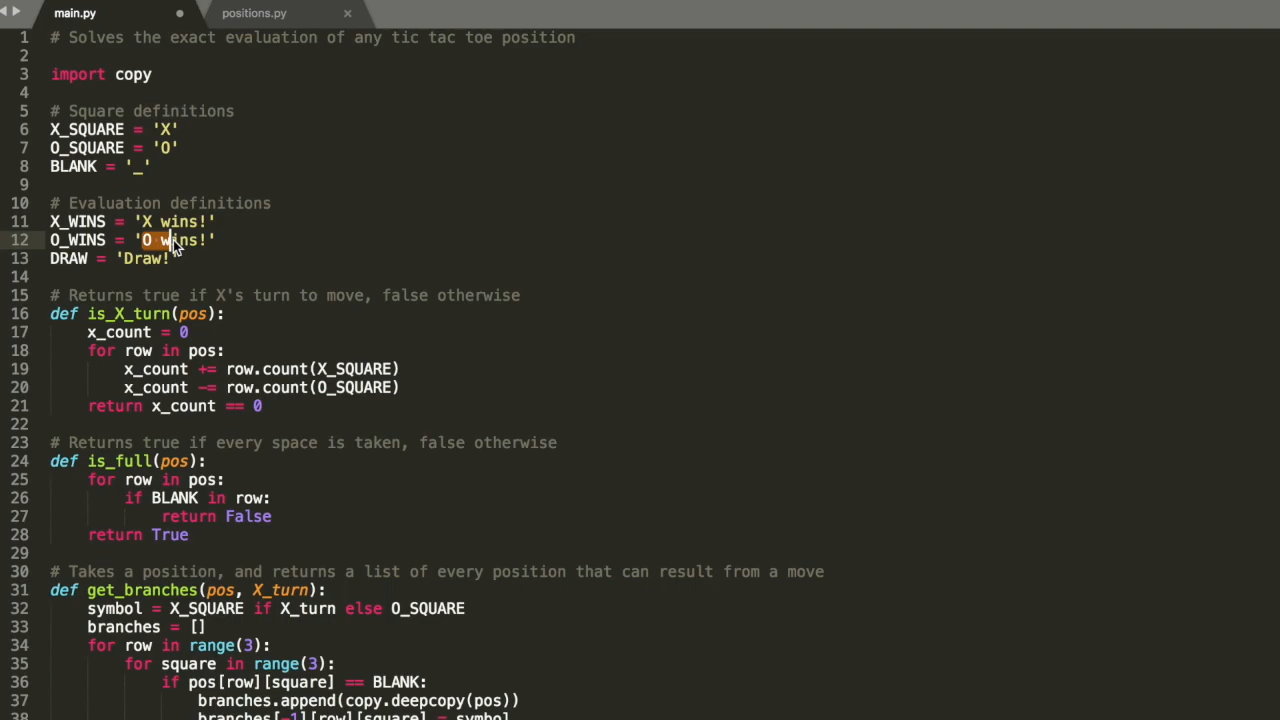 main.py
positions.py
1 # Solves the exact evaluation of any tic tac toe position
2
3 import copy
4
5 # Square definitions
6 X_SQUARE = 'X'
7 O_SQUARE = 'O'
8 BLANK = '_'
9
10 # Evaluation definitions
11 X_WINS = 'X wins!'
12 O_WINS = 'O wins!'
13 DRAW = 'Draw!'
14
15 # Returns true if X's turn to move, false otherwise
16 def is_X_turn(pos):
17 x_count = 0
18 for row in pos:
19 x_count += row.count(X_SQUARE)
20 x_count -= row.count(O_SQUARE)
21 return x_count == 0
22
23 # Returns true if every space is taken, false otherwise
24 def is_full(pos):
25 for row in pos:
26 if BLANK in row:
27 return False
28 return True
29
30 # Takes a position, and returns a list of every position that can result from a move
31 def get_branches(pos, X_turn):
32 symbol = X_SQUARE if X_turn else O_SQUARE
33 branches = []
34 for row in range(3):
35 for square in range(3):
36 if pos[row][square] == BLANK:
37 branches.append(copy.deepcopy(pos))
38 branches[-1][row][square] = symbol